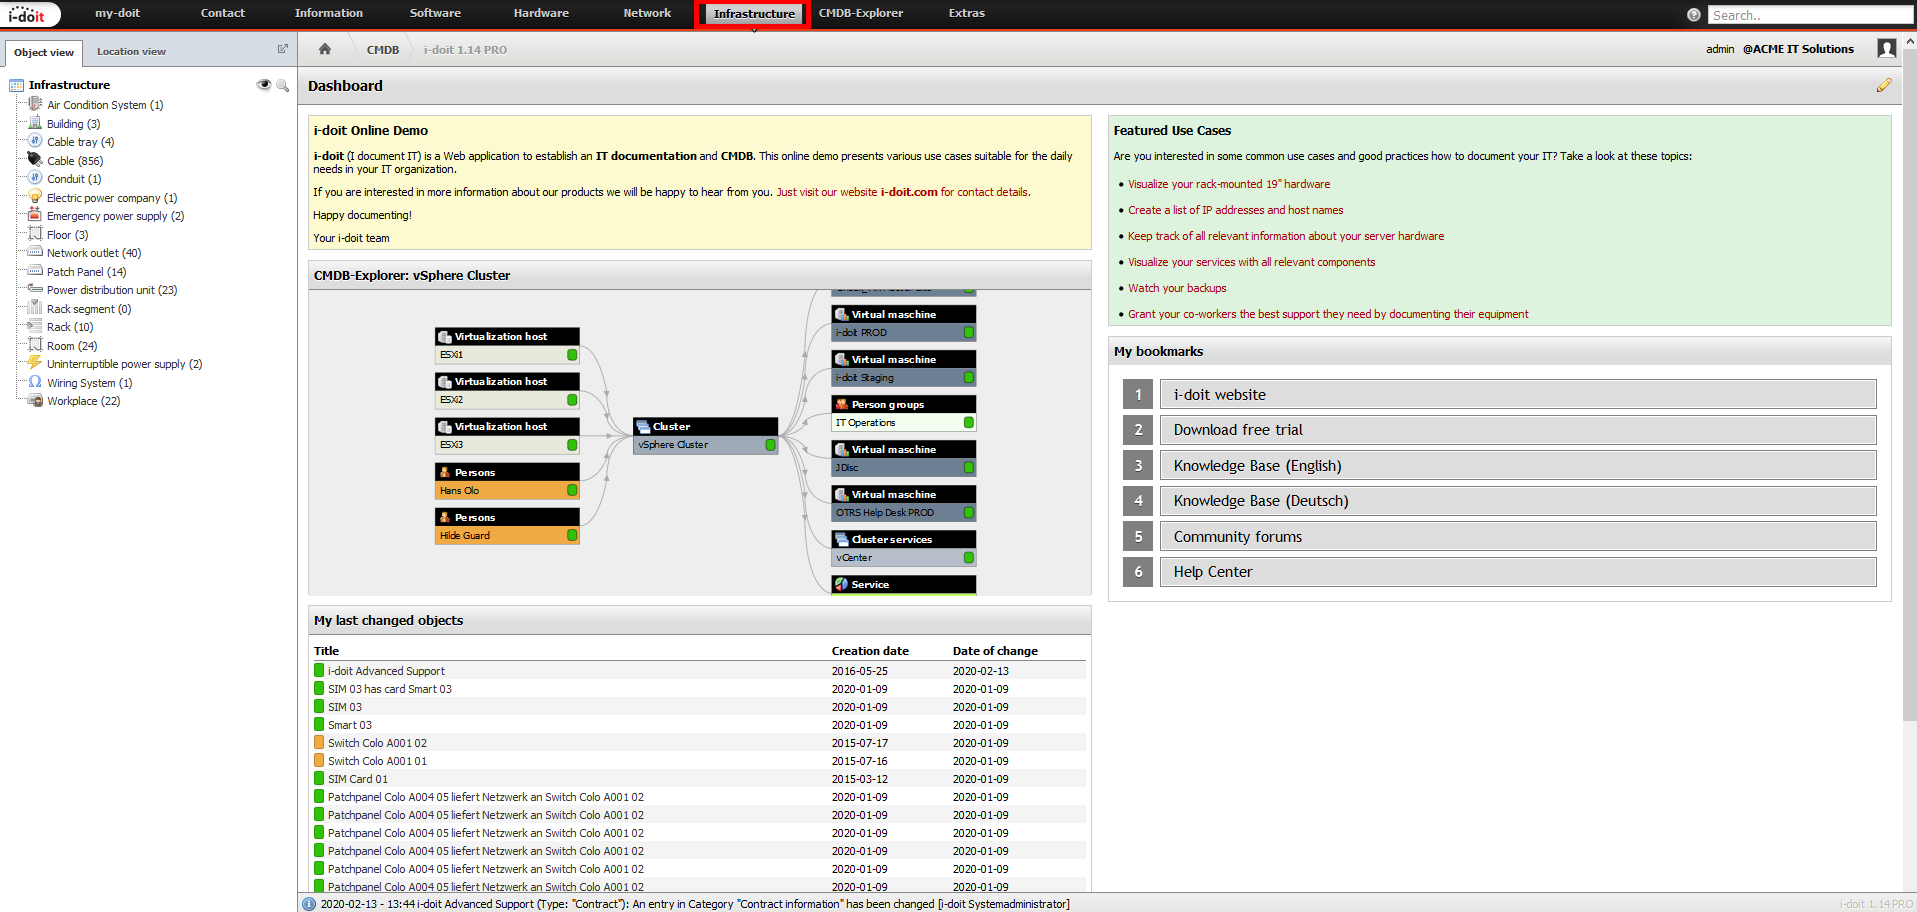 i-doit
my-doit
Contact
Information
Software
Hardware
Network
Infrastructure
CMDB-Explorer
Extras
Search..
Object view
Location view
CMDB
i-doit 1.14 PRO
admin @ACME IT Solutions
Infrastructure
Air Condition System (1)
Building (3)
Cable tray (4)
Cable (856)
Conduit (1)
Electric power company (1)
Emergency power supply (2)
Floor (3)
Network outlet (40)
Patch Panel (14)
Power distribution unit (23)
Rack segment (0)
Rack (10)
Room (24)
Uninterruptible power supply (2)
Wiring System (1)
Workplace (22)
Dashboard
i-doit Online Demo
i-doit (I document IT) is a Web application to establish an IT documentation and CMDB. This online demo presents various use cases suitable for the daily
needs in your IT organization.
If you are interested in more information about our products we will be happy to hear from you. Just visit our website i-doit.com for contact details.
Happy documenting!
Your i-doit team
CMDB-Explorer: vSphere Cluster
Virtualization host
ESXi1
Virtualization host
ESXi2
Virtualization host
ESXi3
Persons
Hans Olo
Persons
Hilde Guard
Cluster
vSphere Cluster
Virtual maschine
i-doit PROD
Virtual maschine
i-doit Staging
Person groups
IT Operations
Virtual maschine
JDisc
Virtual maschine
OTRS Help Desk PROD
Cluster services
vCenter
Service
My last changed objects
Title Creation date Date of change
i-doit Advanced Support 2016-05-25 2020-02-13
SIM 03 has card Smart 03 2020-01-09 2020-01-09
SIM 03 2020-01-09 2020-01-09
Smart 03 2020-01-09 2020-01-09
Switch Colo A001 02 2015-07-17 2020-01-09
Switch Colo A001 01 2015-07-16 2020-01-09
SIM Card 01 2015-03-12 2020-01-09
Patchpanel Colo A004 05 liefert Netzwerk an Switch Colo A001 02 2020-01-09 2020-01-09
Patchpanel Colo A004 05 liefert Netzwerk an Switch Colo A001 02 2020-01-09 2020-01-09
Patchpanel Colo A004 05 liefert Netzwerk an Switch Colo A001 02 2020-01-09 2020-01-09
Patchpanel Colo A004 05 liefert Netzwerk an Switch Colo A001 02 2020-01-09 2020-01-09
Patchpanel Colo A004 05 liefert Netzwerk an Switch Colo A001 02 2020-01-09 2020-01-09
Patchpanel Colo A004 05 liefert Netzwerk an Switch Colo A001 02 2020-01-09 2020-01-09
Featured Use Cases
Are you interested in some common use cases and good practices how to document your IT? Take a look at these topics:
• Visualize your rack-mounted 19" hardware
• Create a list of IP addresses and host names
• Keep track of all relevant information about your server hardware
• Visualize your services with all relevant components
• Watch your backups
• Grant your co-workers the best support they need by documenting their equipment
My bookmarks
1 i-doit website
2 Download free trial
3 Knowledge Base (English)
4 Knowledge Base (Deutsch)
5 Community forums
6 Help Center
2020-02-13 - 13:44 i-doit Advanced Support (Type: "Contract"): An entry in Category "Contract information" has been changed [i-doit Systemadministrator]
i-doit 1.14 PRO